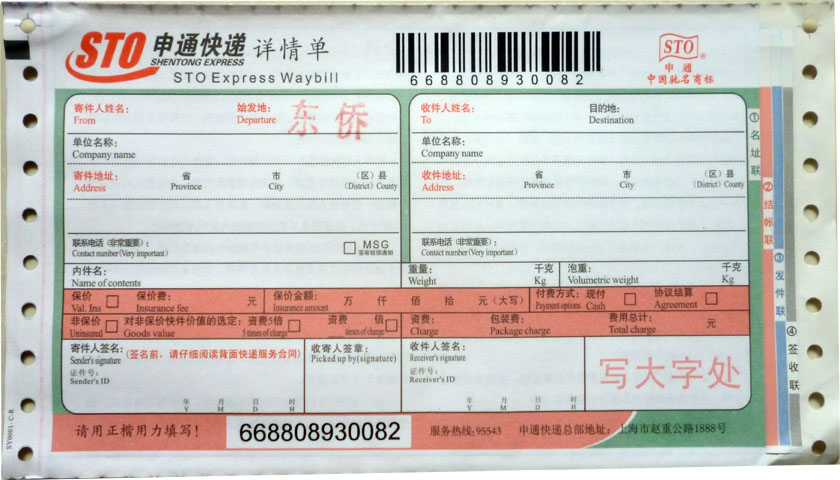 STO 申通快递 详情单
SHENTONG EXPRESS
STO Express Waybill
668808930082
STO ®
申通
中国驰名商标
寄件人姓名: 始发地: 东侨
From Departure
单位名称:
Company name
寄件地址: 省 市 (区)县
Address Province City (District) County
联系电话(非常重要): MSG
Contact number(Very important) 签收短信通知
收件人姓名: 目的地:
To Destination
单位名称:
Company name
收件地址: 省 市 (区)县
Address Province City (District) County
联系电话(非常重要):
Contact number(Very important)
内件名: 重量: 千克 泡重: 千克
Name of contents Weight Kg Volumetric weight Kg
保价 保价费: 元 保价金额: 万 仟 佰 拾 元(大写) 付费方式: 现付 协议结算
Val. Ins Insurance fee Insurance amount Payment options Cash Agreement
非保价 对非保价快件价值的选定: 资费5倍 资费 倍 资费: 包装费: 费用总计: 元
Uninsured Goods value 5 times of charge times of charge Charge Package charge Total charge
寄件人签名: (签名前，请仔细阅读背面快递服务合同) 收寄人签章: 收件人签名:
Sender's signature Picked up by(signature) Receiver's signature
证件号: 证件号:
Sender's ID Receiver's ID
写大字处
年 月 日 时 年 月 日 时
Y M D H Y M D H
请用正楷用力填写! 668808930082 服务热线: 95543 申通快递总部地址: 上海市赵重公路1888号
①名址联
②结帐联
③发件联
④签收联
SY0001-C-R